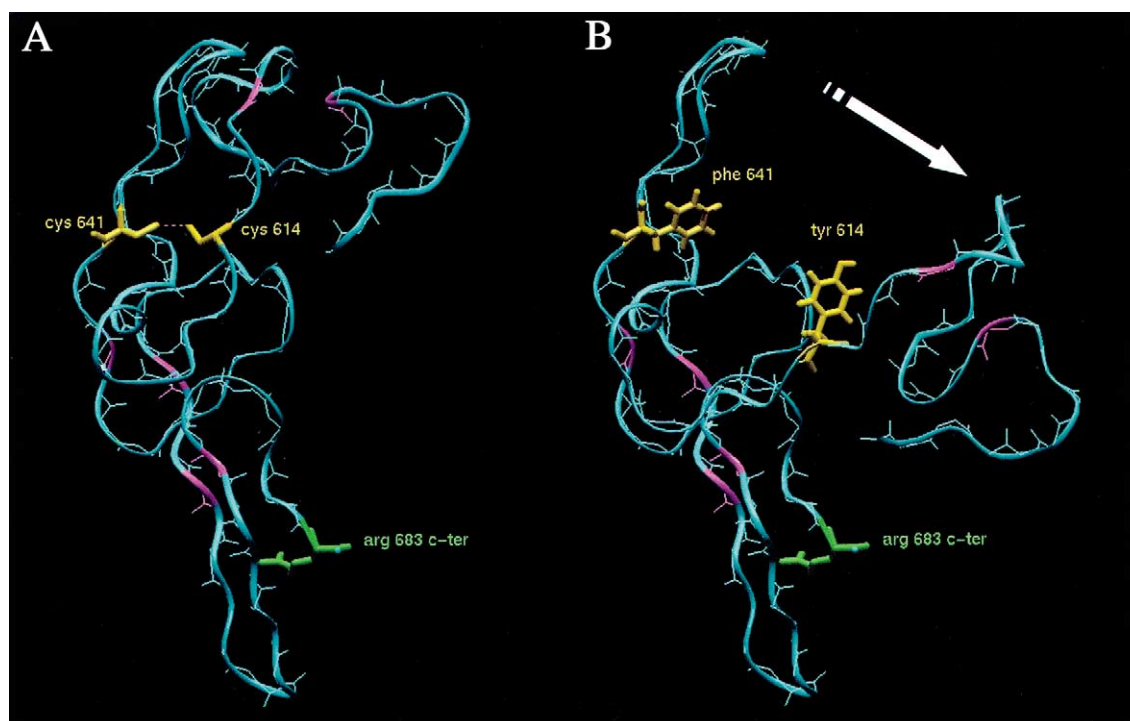 A
B
phe 641
cys 641
cys 614
tyr 614
arg 683 c-ter
arg 683 c-ter